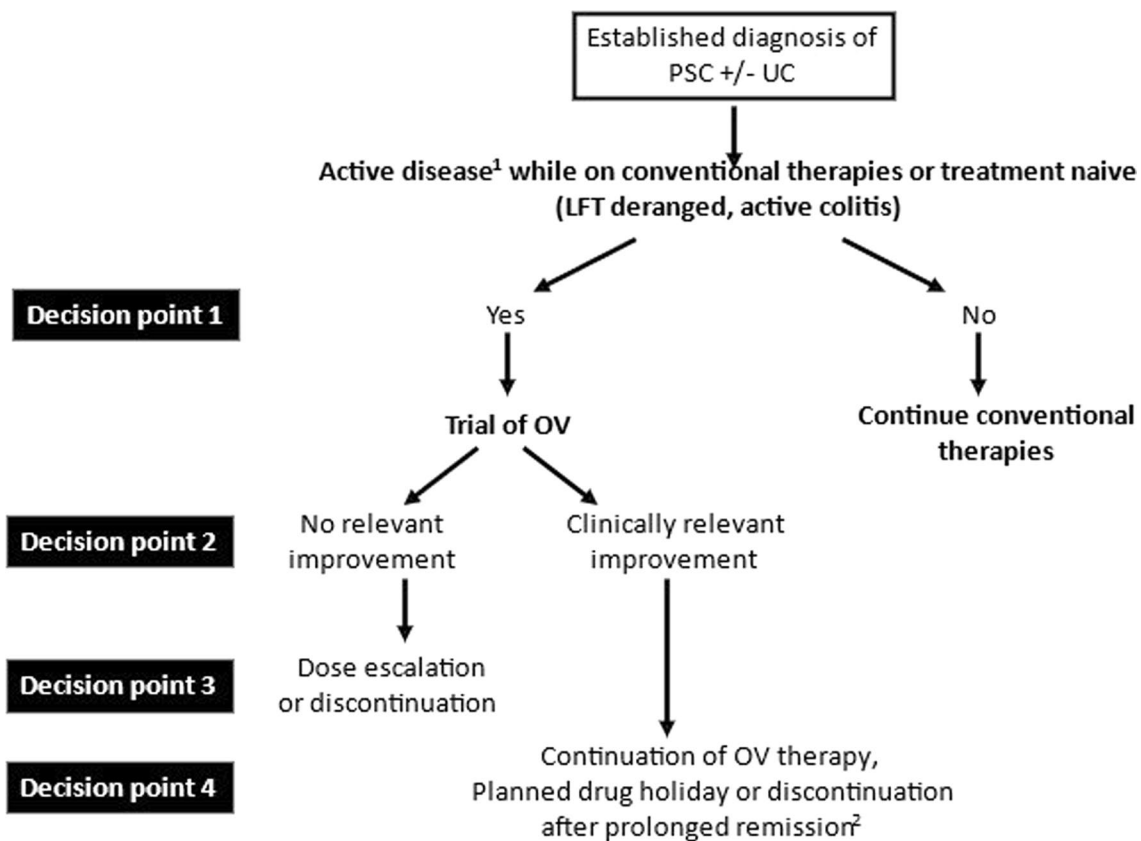 Established diagnosis of
PSC +/- UC
Active disease¹ while on conventional therapies or treatment naive
(LFT deranged, active colitis)
Decision point 1
Yes
No
Trial of OV
Continue conventional
therapies
Decision point 2
No relevant
improvement
Clinically relevant
improvement
Decision point 3
Dose escalation
or discontinuation
Decision point 4
Continuation of OV therapy,
Planned drug holiday or discontinuation
after prolonged remission²